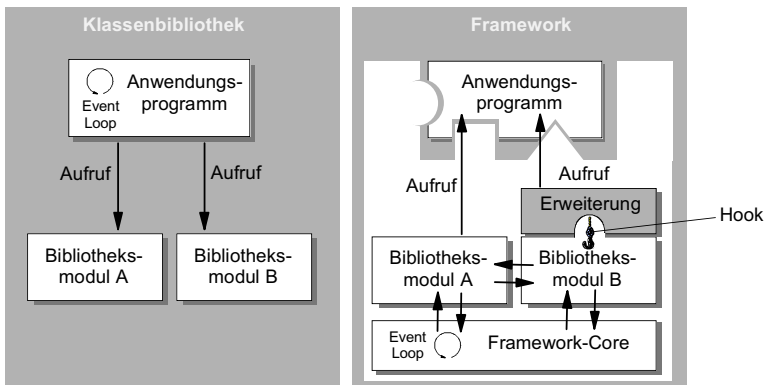 Klassenbibliothek
Anwendungs-
programm
Event
Loop
Aufruf
Aufruf
Bibliotheks-
modul A
Bibliotheks-
modul B
Framework
Anwendungs-
programm
Aufruf
Aufruf
Erweiterung
Hook
Bibliotheks-
modul A
Bibliotheks-
modul B
Event
Loop
Framework-Core